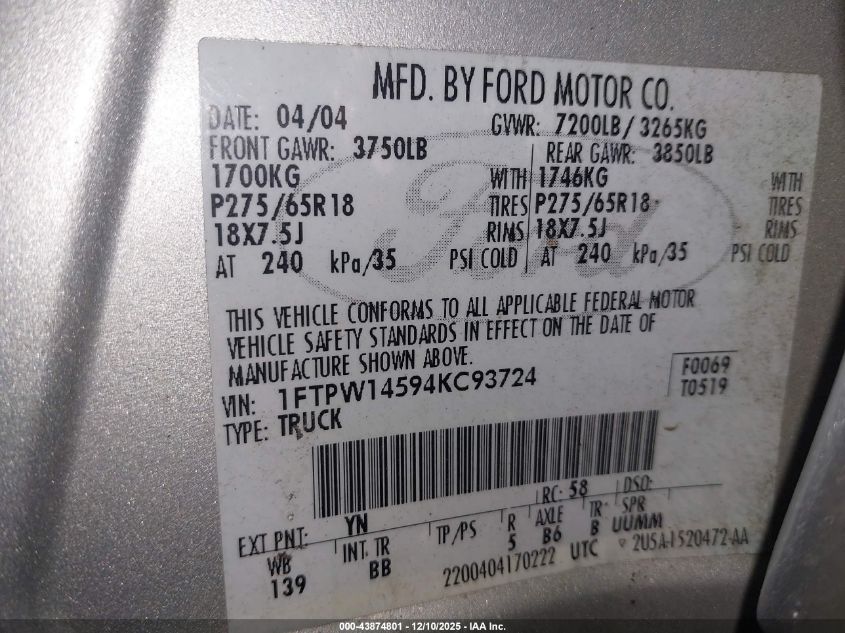 MFD. BY FORD MOTOR CO.
DATE: 04/04 GVWR: 7200LB/3265KG
FRONT GAWR: 3750LB REAR GAWR: 3850LB
1700KG WITH 1746KG WITH
P275/65R18 TIRES P275/65R18 TIRES
18X7.5J RIMS 18X7.5J RIMS
AT 240 kPa/35 PSI COLD AT 240 kPa/35 PSI COLD
Ford
THIS VEHICLE CONFORMS TO ALL APPLICABLE FEDERAL MOTOR
VEHICLE SAFETY STANDARDS IN EFFECT ON THE DATE OF
MANUFACTURE SHOWN ABOVE.
VIN: 1FTPW14594KC93724 F0069
TYPE: TRUCK T0519
RC: 58 DSO:
EXT PNT: YN
WB INT. TR TP/PS R AXLE TR SPR
139 BB 5 B6 B UUMM
2200404170222 UTC 2U5A-1520472-AA
000-43874801 - 12/10/2025 - IAA Inc.